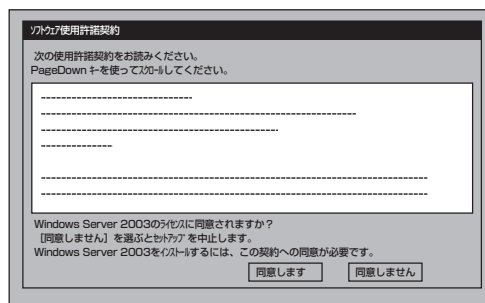 ソフトウェア使用許諾契約
次の使用許諾契約をお読みください。
PageDown キーを使ってスクロールしてください。
Windows Server 2003のライセンスに同意されますか？
［同意しません］を選ぶとセットアップを中止します。
Windows Server 2003をインストールするには、この契約への同意が必要です。
同意します
同意しません